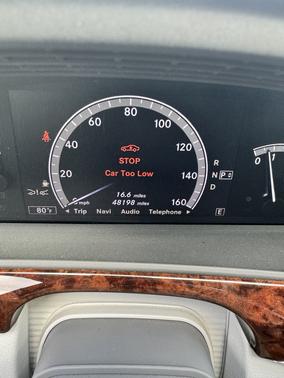 80
60 100
40 120
STOP
Car Too Low
20 140
R
N P
D
16.6 miles
0 mph 48198 miles 160
80°F Trip Navi Audio Telephone E
0 1